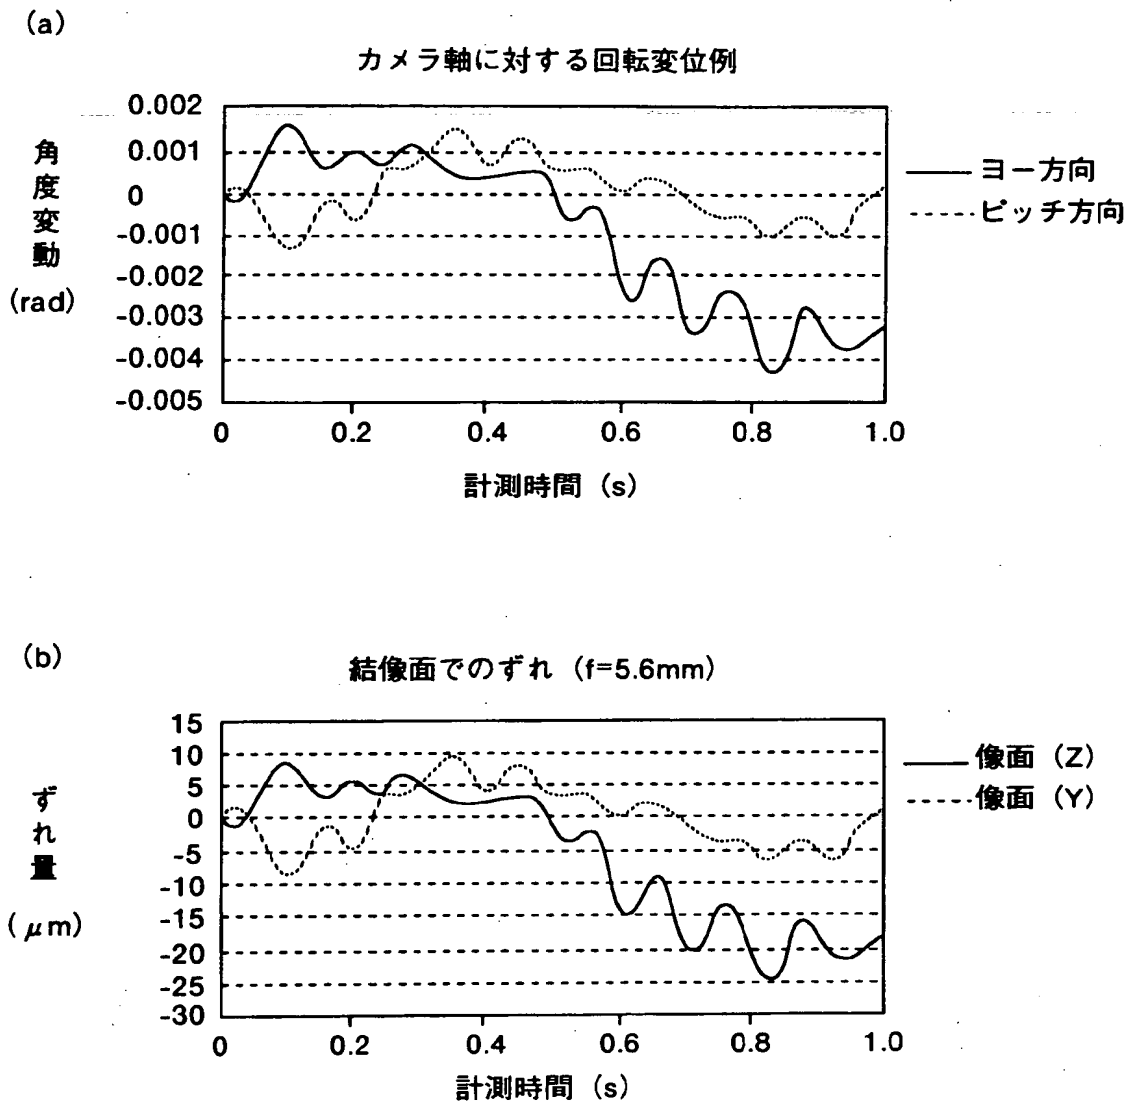 (a)
カメラ軸に対する回転変位例
角度変動
(rad)
0.002
0.001
0
-0.001
-0.002
-0.003
-0.004
-0.005
0 0.2 0.4 0.6 0.8 1.0
計測時間 (s)
ヨー方向
ピッチ方向
(b)
結像面でのずれ (f=5.6mm)
ずれ量
(μm)
15
10
5
0
-5
-10
-15
-20
-25
-30
0 0.2 0.4 0.6 0.8 1.0
計測時間 (s)
像面 (Z)
像面 (Y)